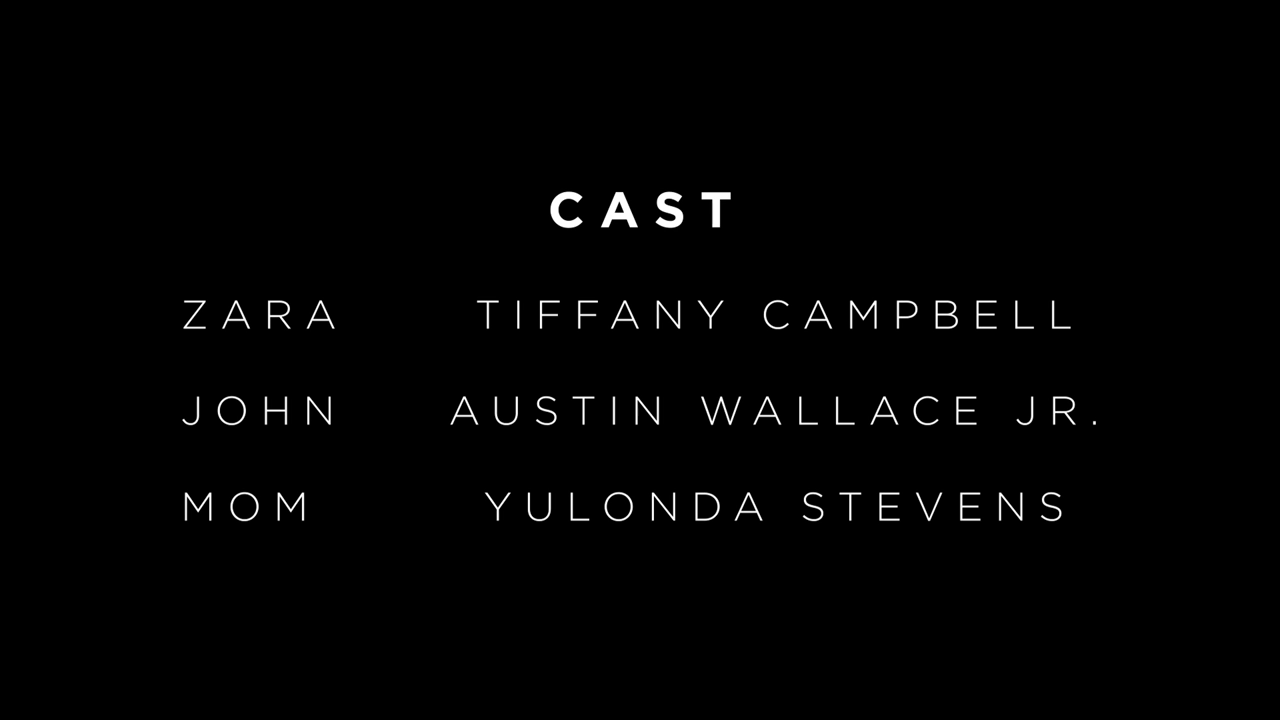 CAST
ZARA TIFFANY CAMPBELL
JOHN AUSTIN WALLACE JR.
MOM YULONDA STEVENS